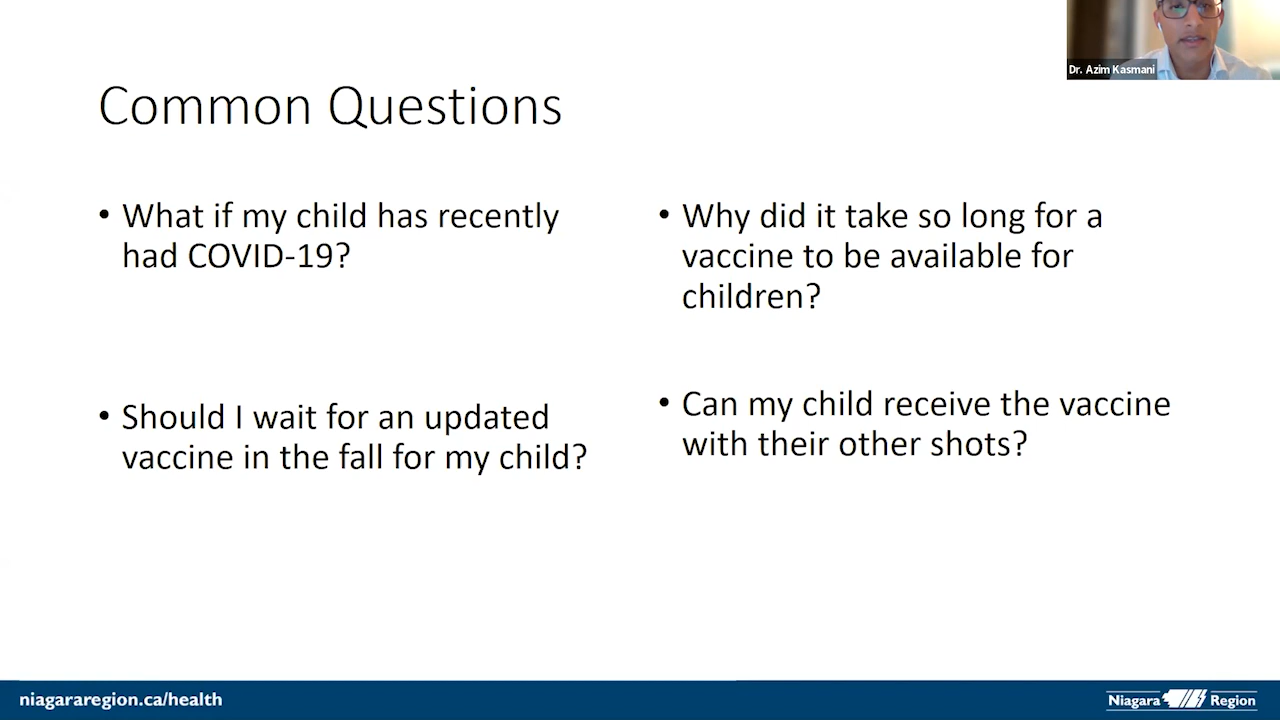 Dr. Azim Kasmani
Common Questions
• What if my child has recently
had COVID-19?
• Should I wait for an updated
vaccine in the fall for my child?
• Why did it take so long for a
vaccine to be available for
children?
• Can my child receive the vaccine
with their other shots?
niagararegion.ca/health
Niagara Region